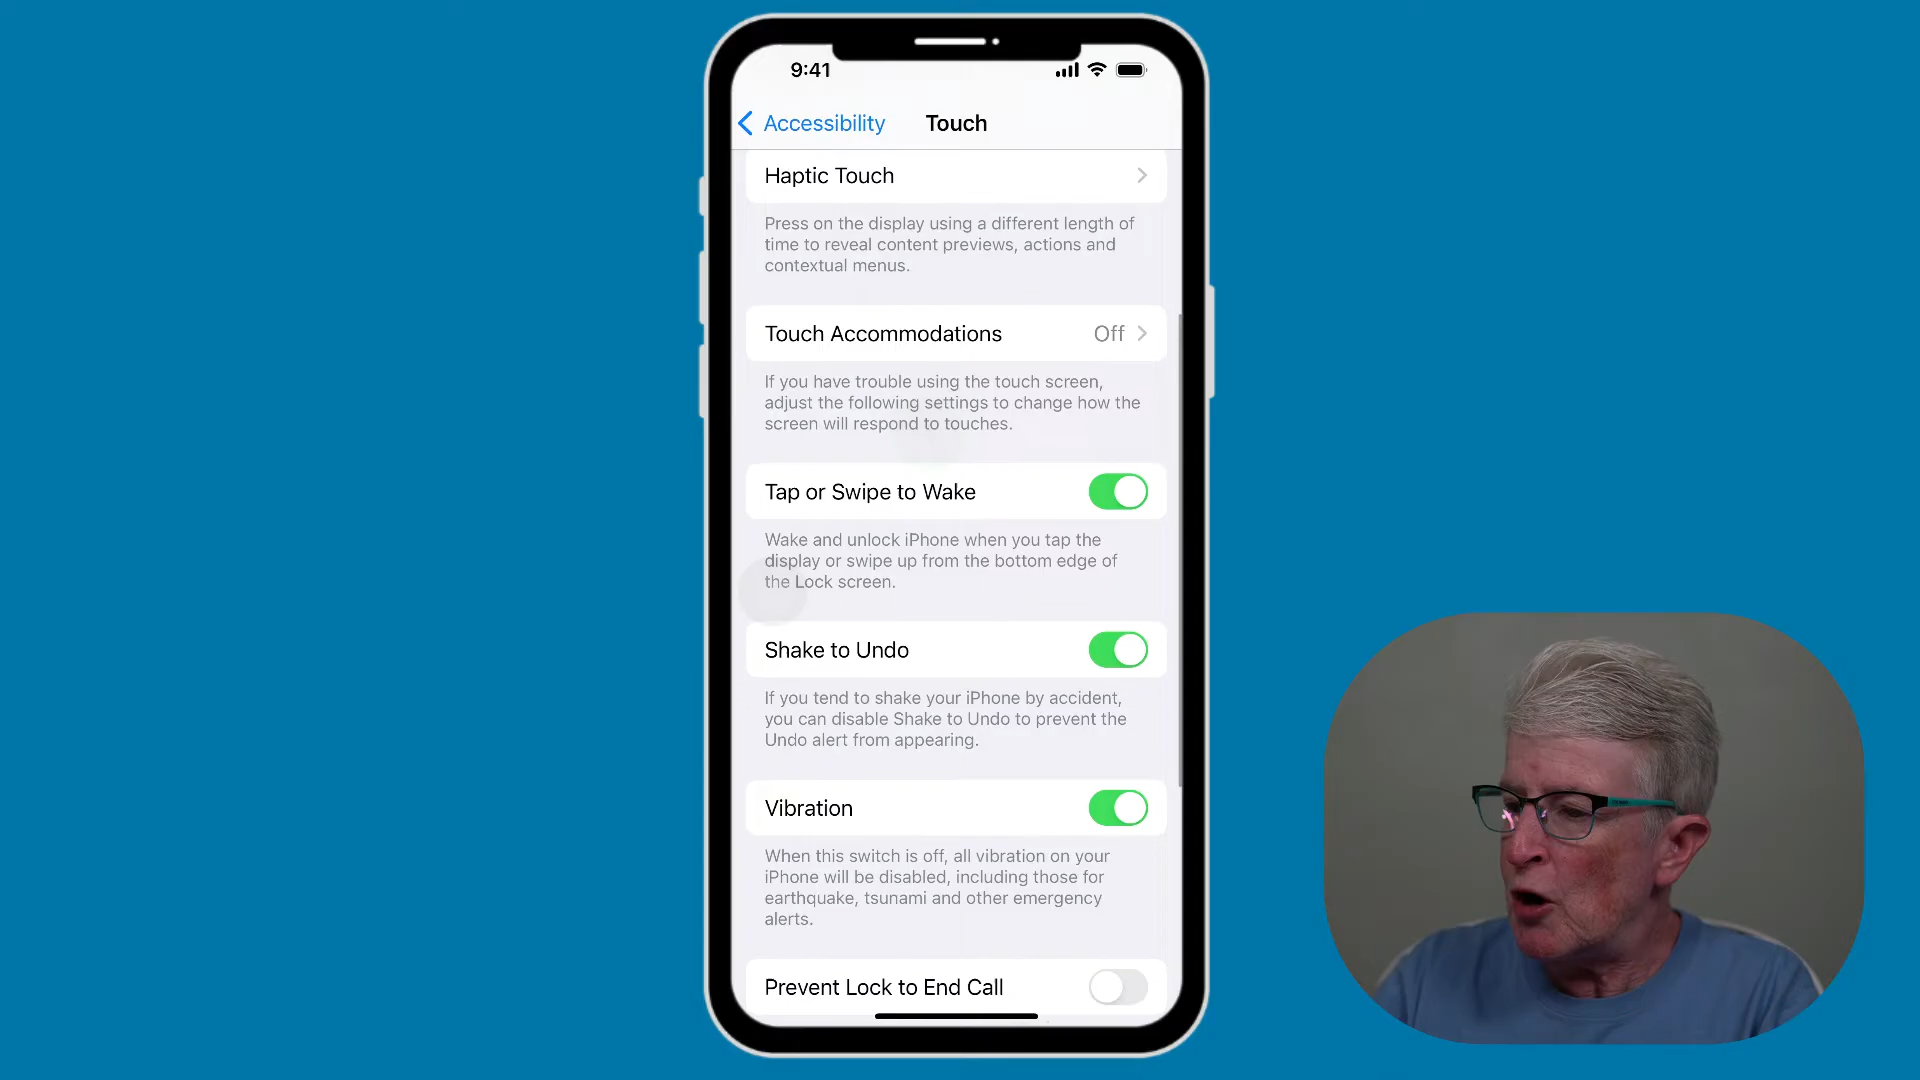 9:41
Accessibility
Touch
Haptic Touch
Press on the display using a different length of
time to reveal content previews, actions and
contextual menus.
Touch Accommodations Off
If you have trouble using the touch screen,
adjust the following settings to change how the
screen will respond to touches.
Tap or Swipe to Wake
Wake and unlock iPhone when you tap the
display or swipe up from the bottom edge of
the Lock screen.
Shake to Undo
If you tend to shake your iPhone by accident,
you can disable Shake to Undo to prevent the
Undo alert from appearing.
Vibration
When this switch is off, all vibration on your
iPhone will be disabled, including those for
earthquake, tsunami and other emergency
alerts.
Prevent Lock to End Call